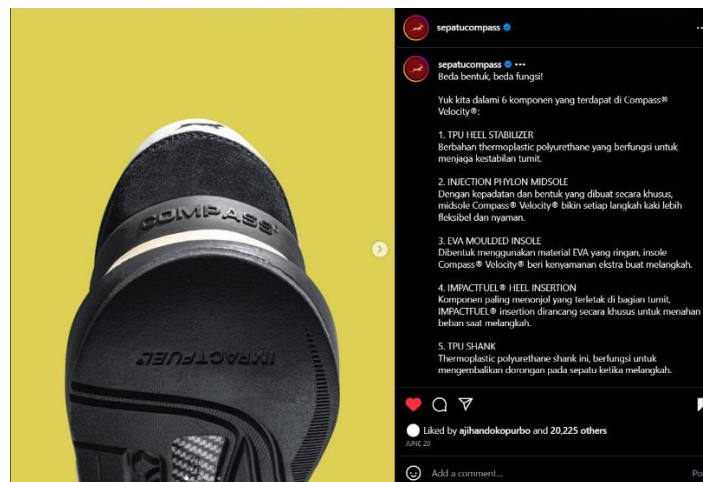 COMPASS®
IMPACTFUEL®
sepatucompass
sepatucompass
Beda bentuk, beda fungsi!
Yuk kita dalami 6 komponen yang terdapat di Compass®
Velocity®:
1. TPU HEEL STABILIZER
Berbahan thermoplastic polyurethane yang berfungsi untuk
menjaga kestabilan tumit.
2. INJECTION PHYLON MIDSOLE
Dengan kepadatan dan bentuk yang dibuat secara khusus,
midsole Compass® Velocity® bikin setiap langkah kaki lebih
fleksibel dan nyaman.
3. EVA MOULDED INSOLE
Dibentuk menggunakan material EVA yang ringan, insole
Compass® Velocity® beri kenyamanan ekstra buat melangkah.
4. IMPACTFUEL® HEEL INSERTION
Komponen paling menonjol yang terletak di bagian tumit,
IMPACTFUEL® insertion dirancang secara khusus untuk menahan
beban saat melangkah.
5. TPU SHANK
Thermoplastic polyurethane shank ini, berfungsi untuk
mengembalikan dorongan pada sepatu ketika melangkah.
Liked by ajihandokopurbo and 20,225 others
JUNE 20
Add a comment...
Po